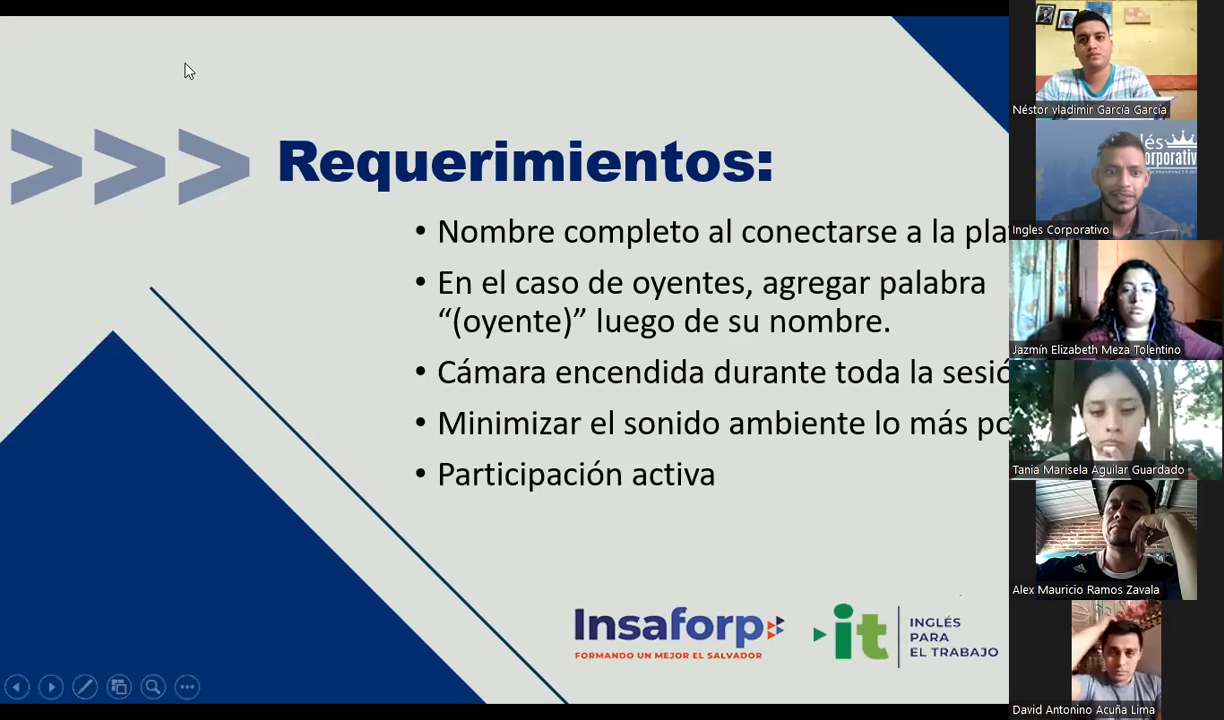 >>> Requerimientos:
• Nombre completo al conectarse a la pla
• En el caso de oyentes, agregar palabra
“(oyente)” luego de su nombre.
• Cámara encendida durante toda la sesió
• Minimizar el sonido ambiente lo más po
• Participación activa
Insaforp
FORMANDO UN MEJOR EL SALVADOR
it
INGLÉS
PARA
EL TRABAJO
Néstor vladimir García García
Ingles Corporativo
Jazmín Elizabeth Meza Tolentino
Tania Marisela Aguilar Guardado
Alex Mauricio Ramos Zavala
David Antonino Acuña Lima